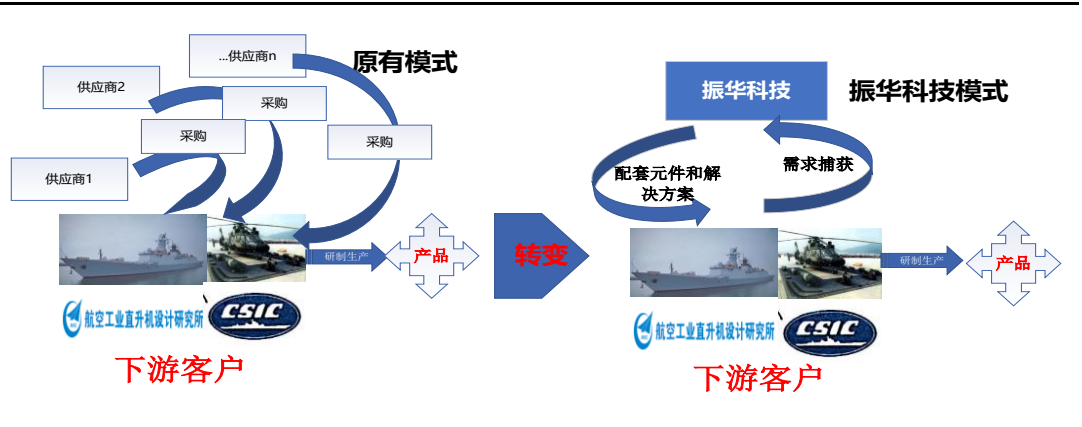 原有模式
...供应商n
供应商2
采购
采购
采购
供应商1
研制生产
产品
航空工业直升机设计研究所
CSIC
下游客户
转变
振华科技
振华科技模式
配套元件和解
决方案
需求捕获
研制生产
产品
航空工业直升机设计研究所
CSIC
下游客户